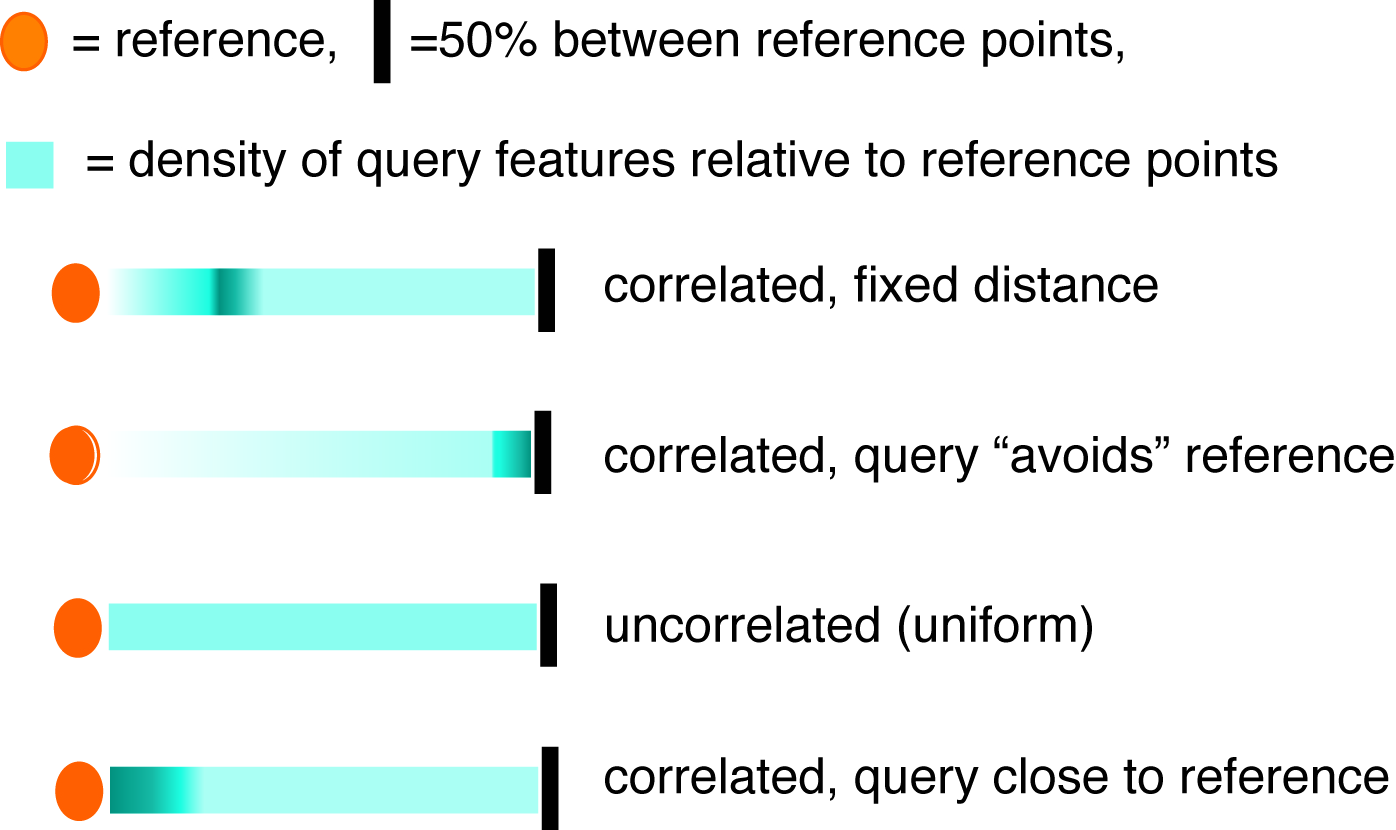 = reference, =50% between reference points,
= density of query features relative to reference points
correlated, fixed distance
correlated, query “avoids” reference
uncorrelated (uniform)
correlated, query close to reference